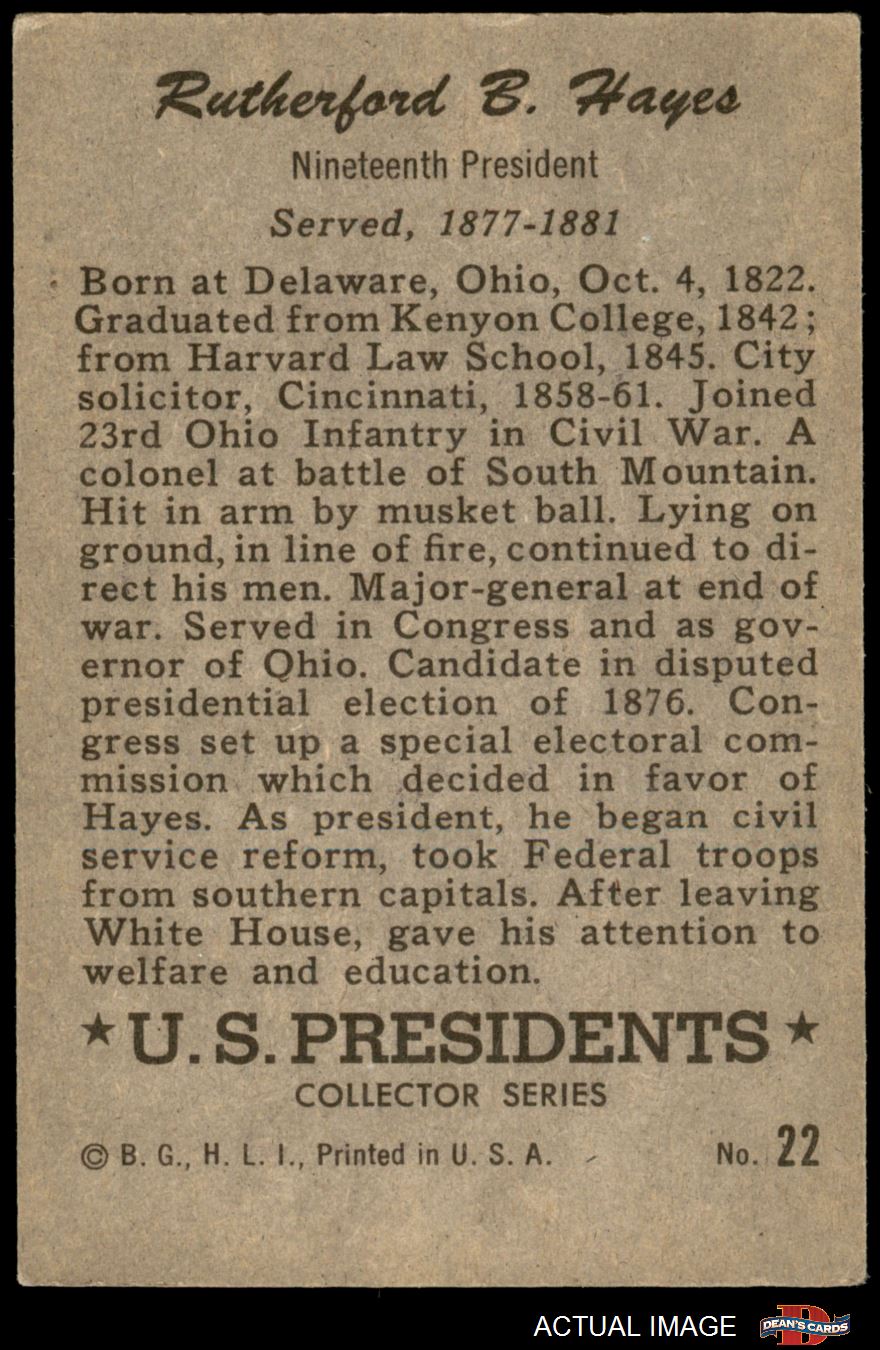 Rutherford B. Hayes
Nineteenth President
Served, 1877-1881
Born at Delaware, Ohio, Oct. 4, 1822.
Graduated from Kenyon College, 1842;
from Harvard Law School, 1845. City
solicitor, Cincinnati, 1858-61. Joined
23rd Ohio Infantry in Civil War. A
colonel at battle of South Mountain.
Hit in arm by musket ball. Lying on
ground, in line of fire, continued to di-
rect his men. Major-general at end of
war. Served in Congress and as gov-
ernor of Ohio. Candidate in disputed
presidential election of 1876. Con-
gress set up a special electoral com-
mission which decided in favor of
Hayes. As president, he began civil
service reform, took Federal troops
from southern capitals. After leaving
White House, gave his attention to
welfare and education.
★ U.S. PRESIDENTS ★
COLLECTOR SERIES
© B. G., H. L. I., Printed in U. S. A. No. 22
ACTUAL IMAGE D DEAN'S CARDS